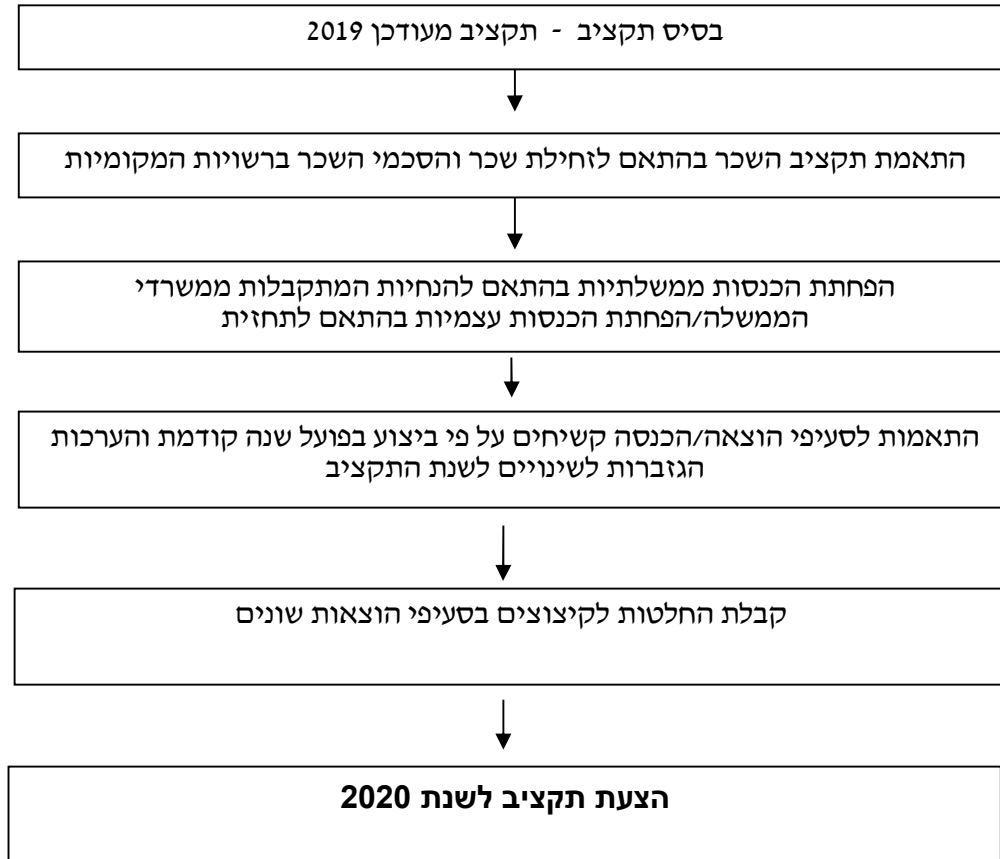 בסיס תקציב - תקציב מעודכן 2019
התאמת תקציב השכר בהתאם לזחילת שכר והסכמי השכר ברשויות המקומיות
הפחתת הכנסות ממשלתיות בהתאם להנחיות המתקבלות ממשרדי
הממשלה/הפחתת הכנסות עצמיות בהתאם לתחזית
התאמות לסעיפי הוצאה/הכנסה קשיחים על פי ביצוע בפועל שנה קודמת והערכות
הגזברות לשינויים לשנת התקציב
קבלת החלטות לקיצוצים בסעיפי הוצאות שונים
הצעת תקציב לשנת 2020